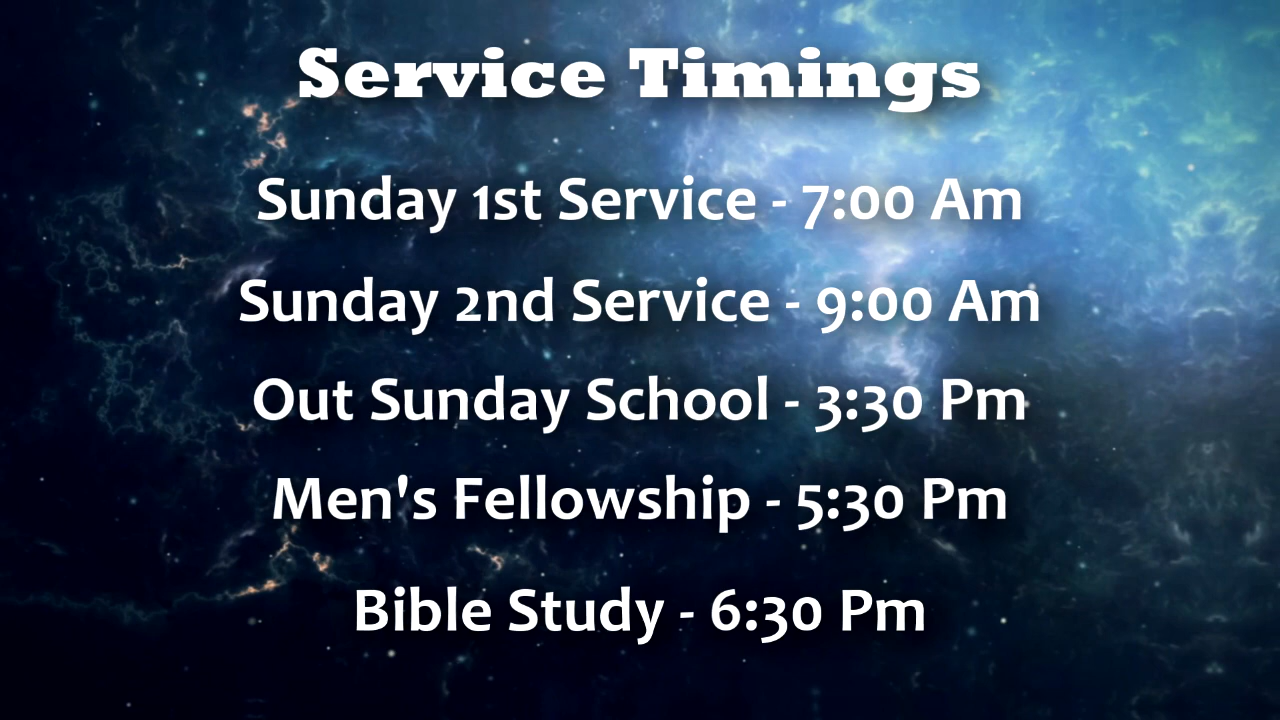 Service Timings
Sunday 1st Service - 7:00 Am
Sunday 2nd Service - 9:00 Am
Out Sunday School - 3:30 Pm
Men's Fellowship - 5:30 Pm
Bible Study - 6:30 Pm